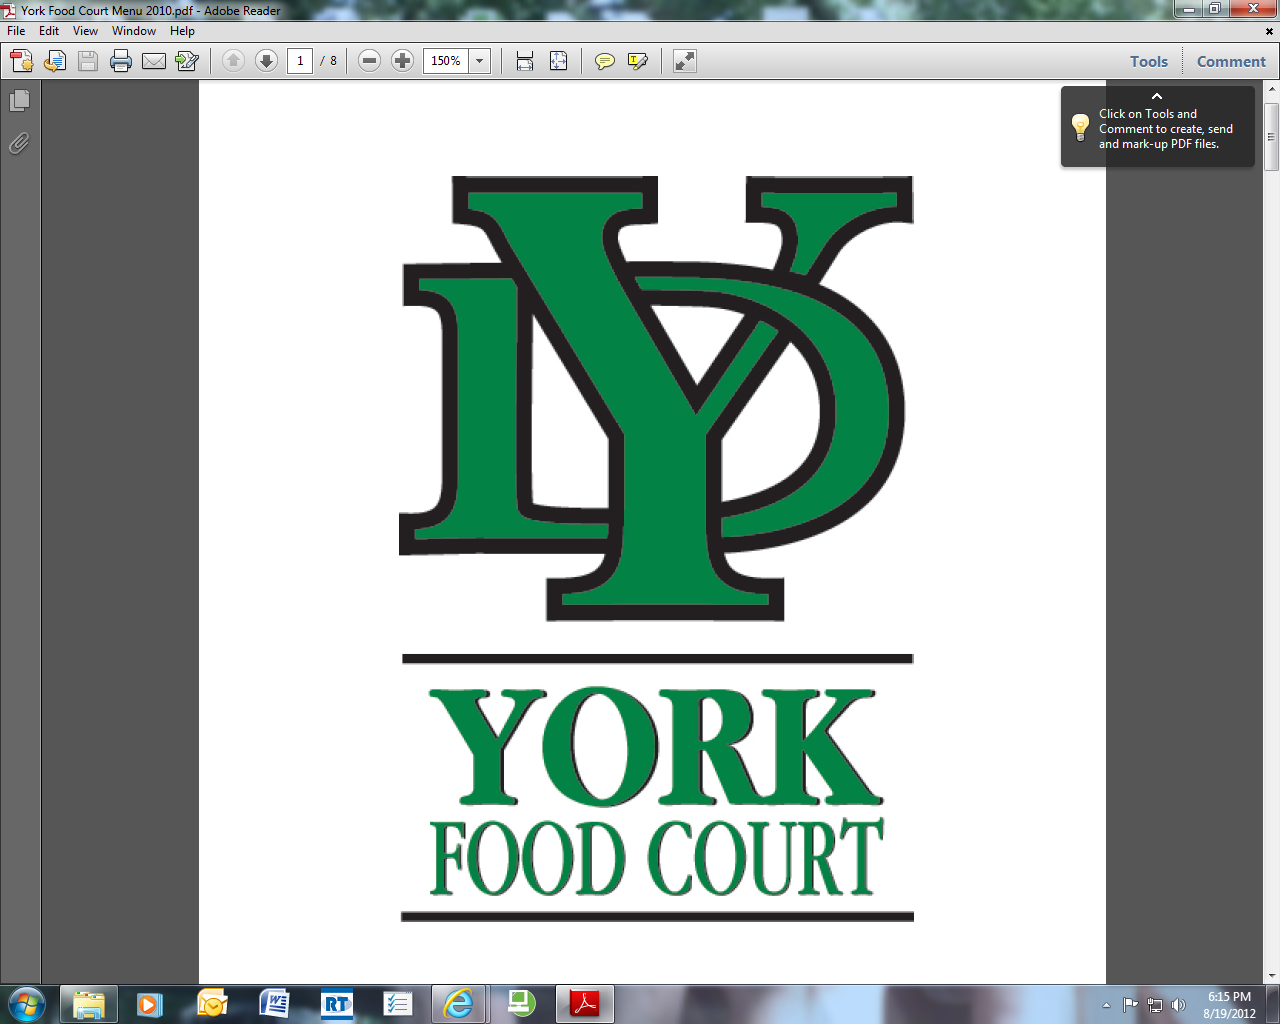 York Food Court Menu 2010.pdf - Adobe Reader
File Edit View Window Help
1 / 8 150% Tools Comment
Click on Tools and
Comment to create, send
and mark-up PDF files.
YD
YORK
FOOD COURT
W RT
6:15 PM
8/19/2012